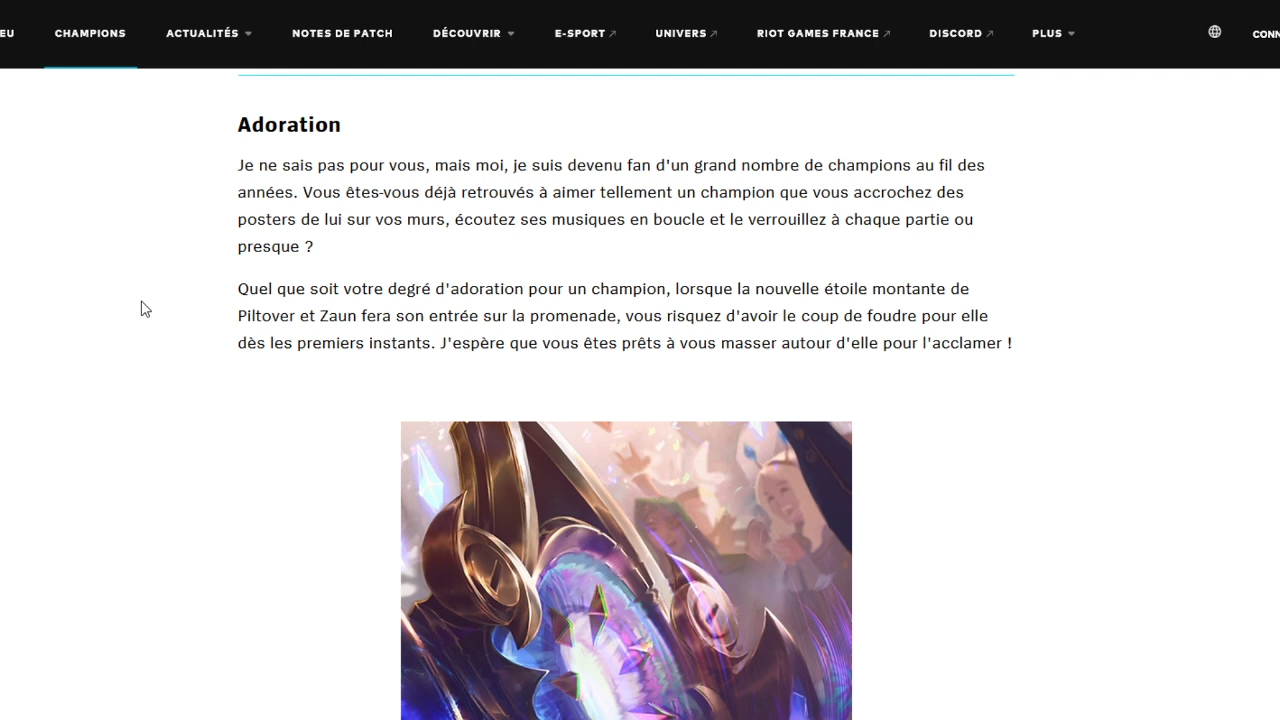 EU CHAMPIONS ACTUALITÉS NOTES DE PATCH DÉCOUVRIR E-SPORT UNIVERS RIOT GAMES FRANCE DISCORD PLUS CONN
Adoration
Je ne sais pas pour vous, mais moi, je suis devenu fan d'un grand nombre de champions au fil des
années. Vous êtes-vous déjà retrouvés à aimer tellement un champion que vous accrochez des
posters de lui sur vos murs, écoutez ses musiques en boucle et le verrouillez à chaque partie ou
presque ?
Quel que soit votre degré d'adoration pour un champion, lorsque la nouvelle étoile montante de
Piltover et Zaun fera son entrée sur la promenade, vous risquez d'avoir le coup de foudre pour elle
dès les premiers instants. J'espère que vous êtes prêts à vous masser autour d'elle pour l'acclamer !